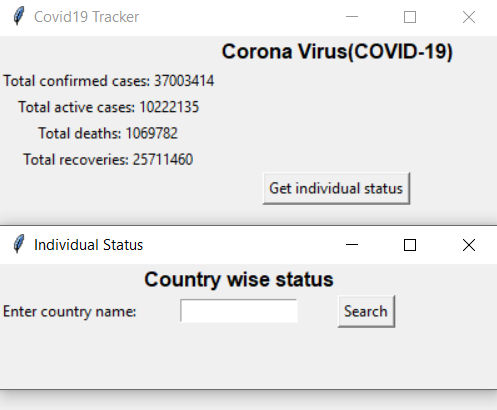 Covid19 Tracker
Corona Virus(COVID-19)
Total confirmed cases: 37003414
Total active cases: 10222135
Total deaths: 1069782
Total recoveries: 25711460
Get individual status
Individual Status
Country wise status
Enter country name: Search